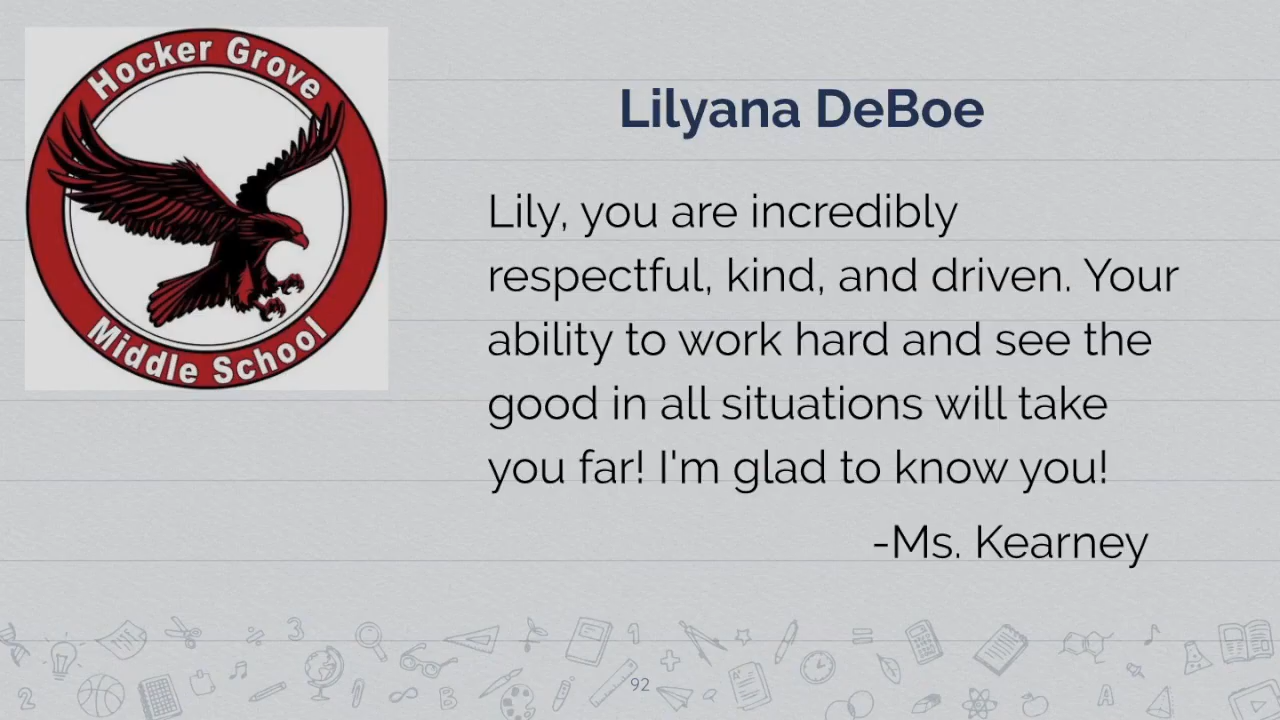 Hocker Grove
Middle School
Lilyana DeBoe
Lily, you are incredibly
respectful, kind, and driven. Your
ability to work hard and see the
good in all situations will take
you far! I'm glad to know you!
-Ms. Kearney
92